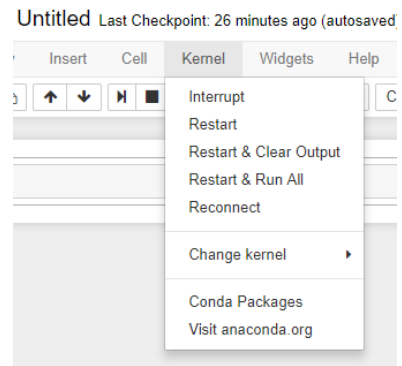 Untitled Last Checkpoint: 26 minutes ago (autosaved)
Insert Cell Kernel Widgets Help
C
Interrupt
Restart
Restart & Clear Output
Restart & Run All
Reconnect
Change kernel
Conda Packages
Visit anaconda.org